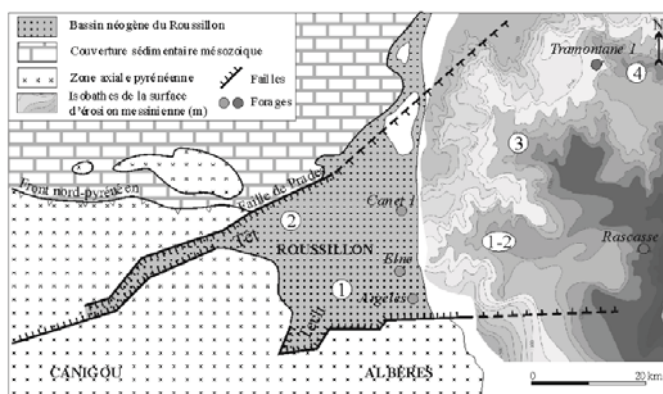 Bassin néogène du Roussillon
Couverture sédimentaire mésozoique
Zone axiale pyrénéenne
Failles
Isobathes de la surface
d'érosion messinienne (m)
Forages
N
Tramontane 1
4
3
Front nord-pyrénéen
Faille de Prades
Canet 1
2
Têt
1-2
ROUSSILLON
Rascasse
Elne
1
Argelès
Tech
CANIGOU
ALBÈRES
0
20 km